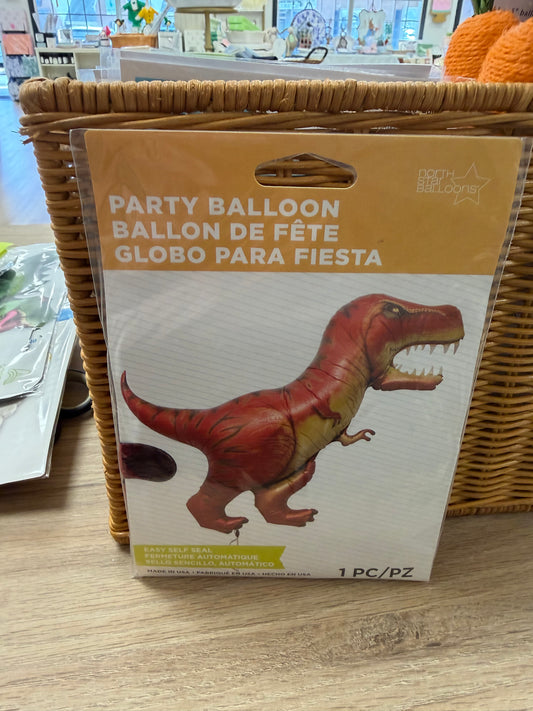 NORTH
STAR
BALLOONS
PARTY BALLOON
BALLON DE FÊTE
GLOBO PARA FIESTA
EASY SELF SEAL
FERMETURE AUTOMATIQUE
SELLO SENCILLO, AUTOMÁTICO
MADE IN USA • FABRIQUÉ EN USA • HECHO EN USA
1 PC/PZ